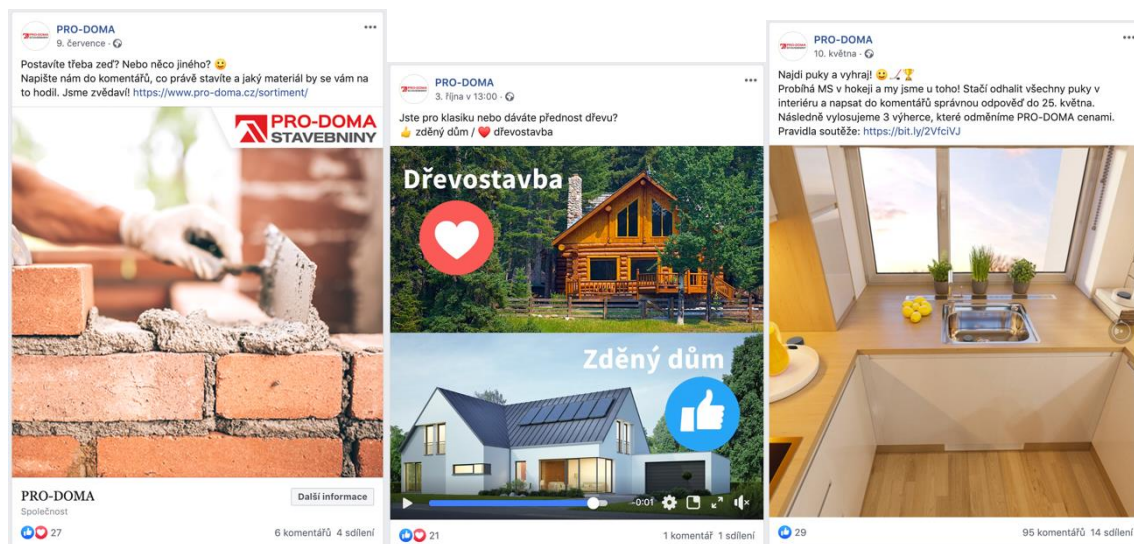 PRO-DOMA
9. července
Postavíte třeba zeď? Nebo něco jiného? 😀
Napište nám do komentářů, co právě stavíte a jaký materiál by se vám na
to hodil. Jsme zvědaví! https://www.pro-doma.cz/sortiment/
PRO-DOMA
STAVEBNINY
PRO-DOMA
Společnost
Další informace
27
6 komentářů 4 sdílení
PRO-DOMA
3. října v 13:00
Jste pro klasiku nebo dáváte přednost dřevu?
👍 zděný dům / ❤️ dřevostavba
Dřevostavba
Zděný dům
-0:01
21
1 komentář 1 sdílení
PRO-DOMA
10. května
Najdi puky a vyhraj! 😀🏒🏆
Probíhá MS v hokeji a my jsme u toho! Stačí odhalit všechny puky v
interiéru a napsat do komentářů správnou odpověď do 25. května.
Následně vylosujeme 3 výherce, které odměníme PRO-DOMA cenami.
Pravidla soutěže: https://bit.ly/2VfciVJ
29
95 komentářů 14 sdílení